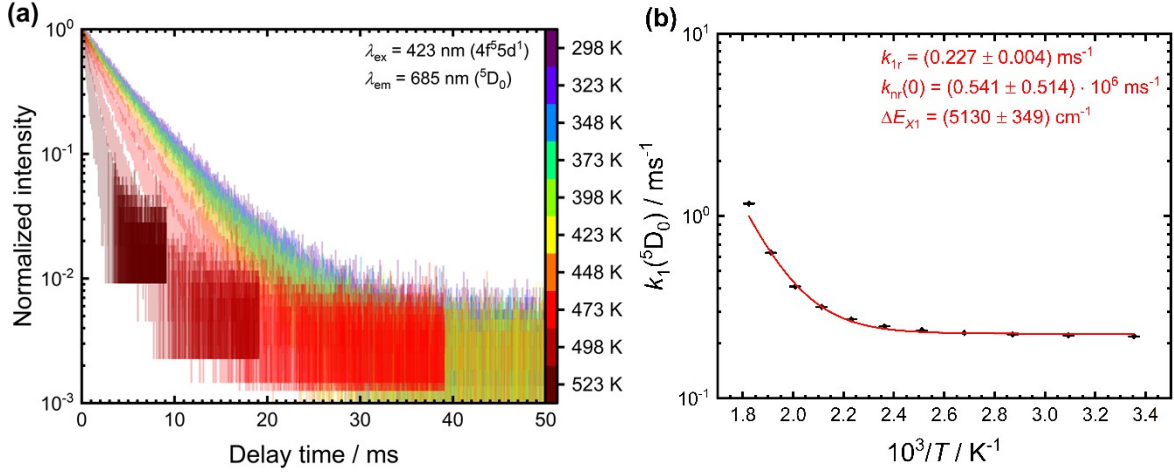 (a)
Normalized intensity
10⁰
10⁻¹
10⁻²
10⁻³
0
10
20
30
40
50
Delay time / ms
λex = 423 nm (4f⁵5d¹)
λem = 685 nm (⁵D₀)
298 K
323 K
348 K
373 K
398 K
423 K
448 K
473 K
498 K
523 K
(b)
k₁(⁵D₀) / ms⁻¹
10¹
10⁰
10⁻¹
1.8
2.0
2.2
2.4
2.6
2.8
3.0
3.2
3.4
10³/T / K⁻¹
k₁r = (0.227 ± 0.004) ms⁻¹
knr(0) = (0.541 ± 0.514) · 10⁶ ms⁻¹
ΔEX1 = (5130 ± 349) cm⁻¹